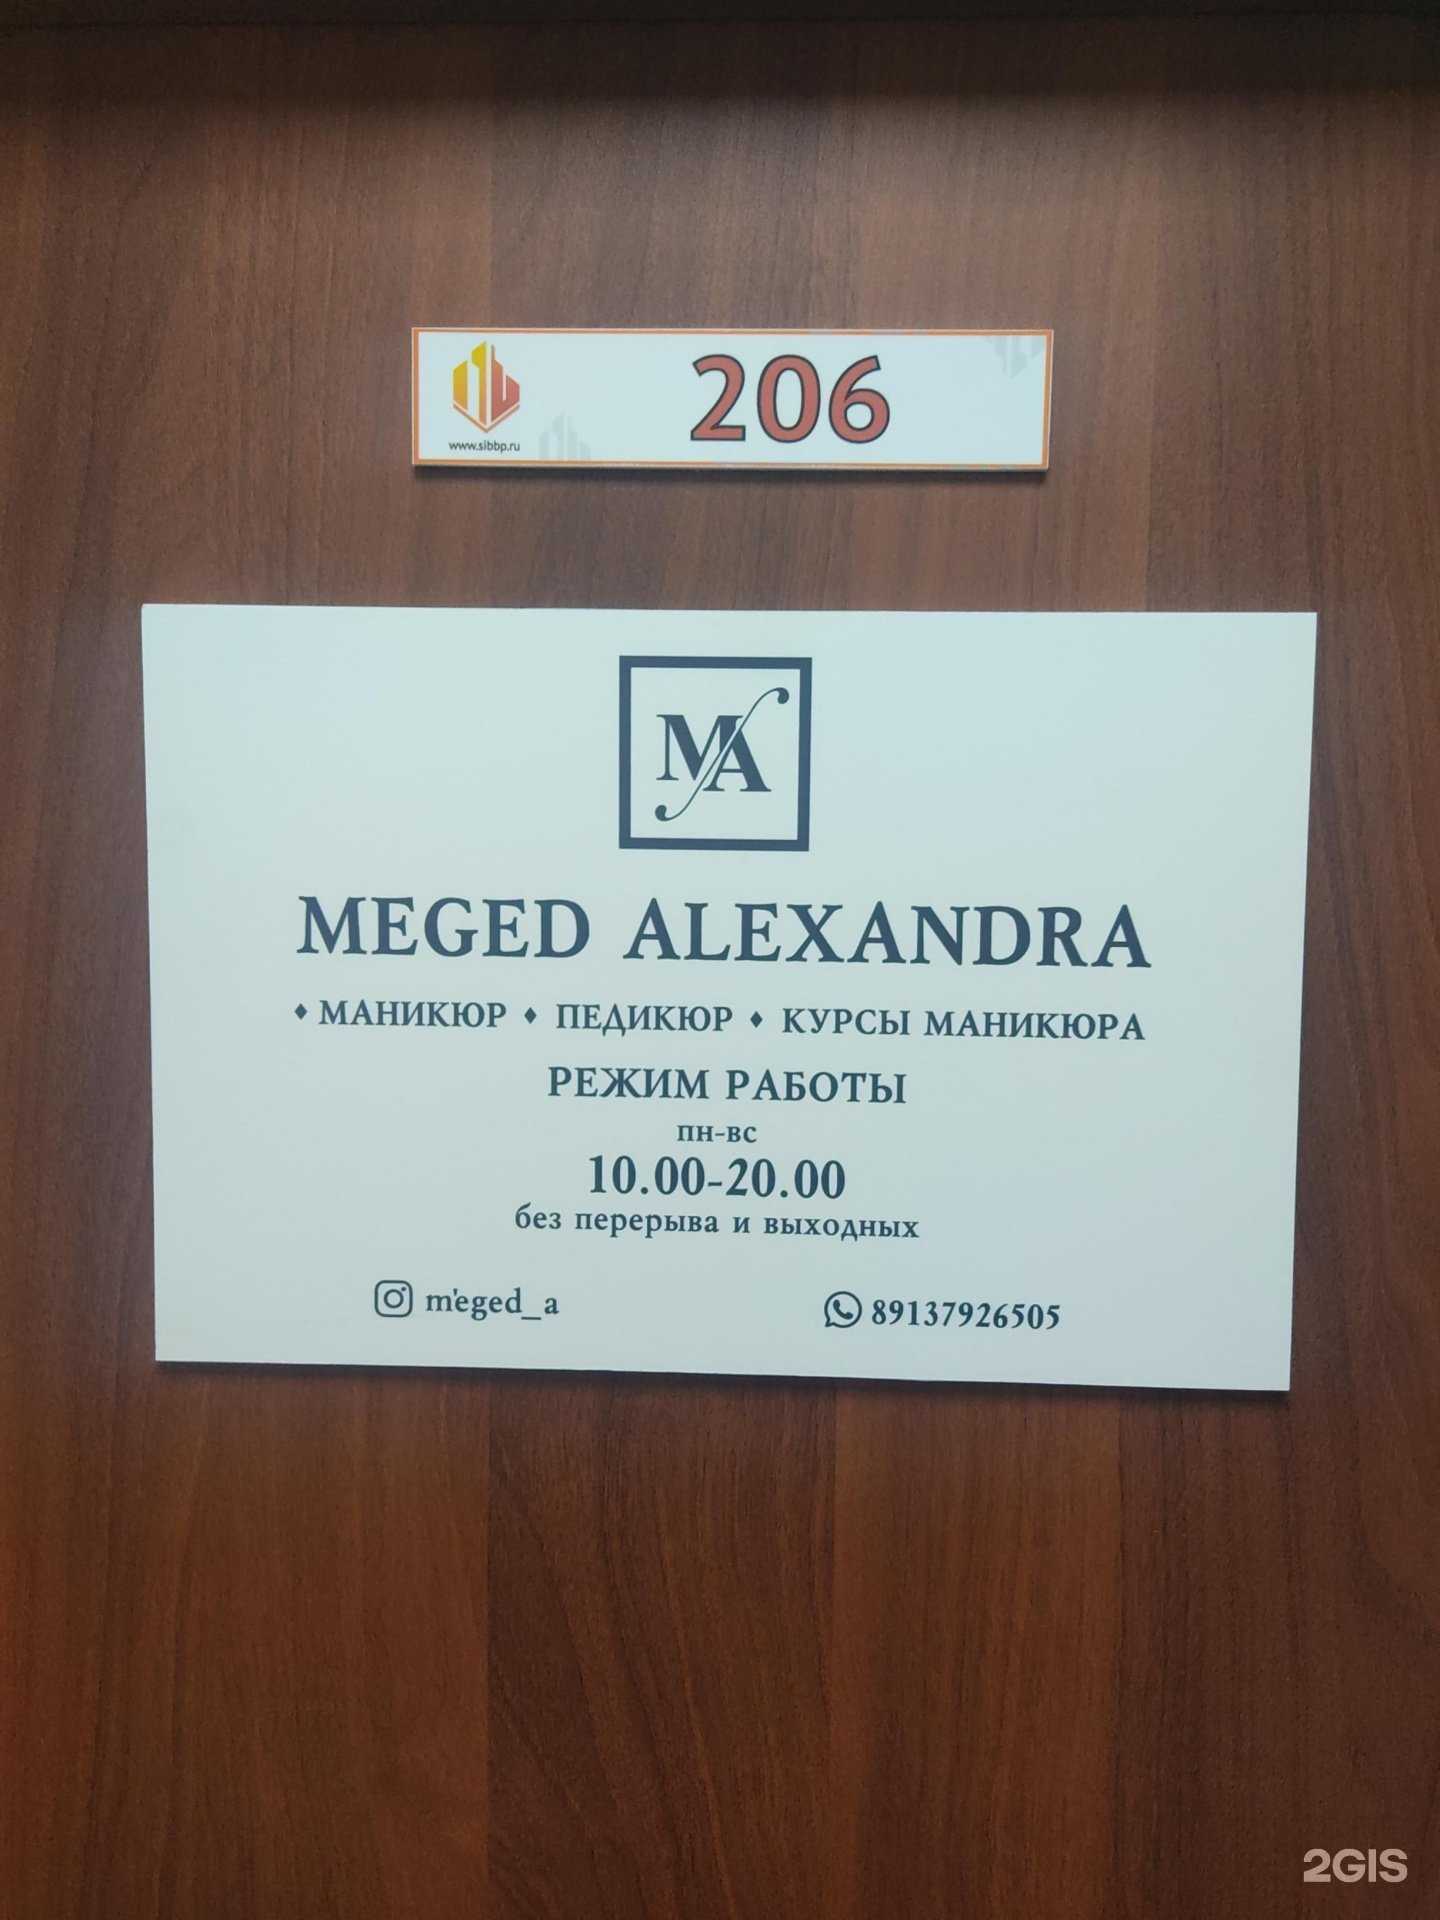 206
www.sibbp.ru
MA
MEGED ALEXANDRA
♦ МАНИКЮР ♦ ПЕДИКЮР ♦ КУРСЫ МАНИКЮРА
РЕЖИМ РАБОТЫ
пн-вс
10.00-20.00
без перерыва и выходных
m'eged_a 89137926505
2GIS